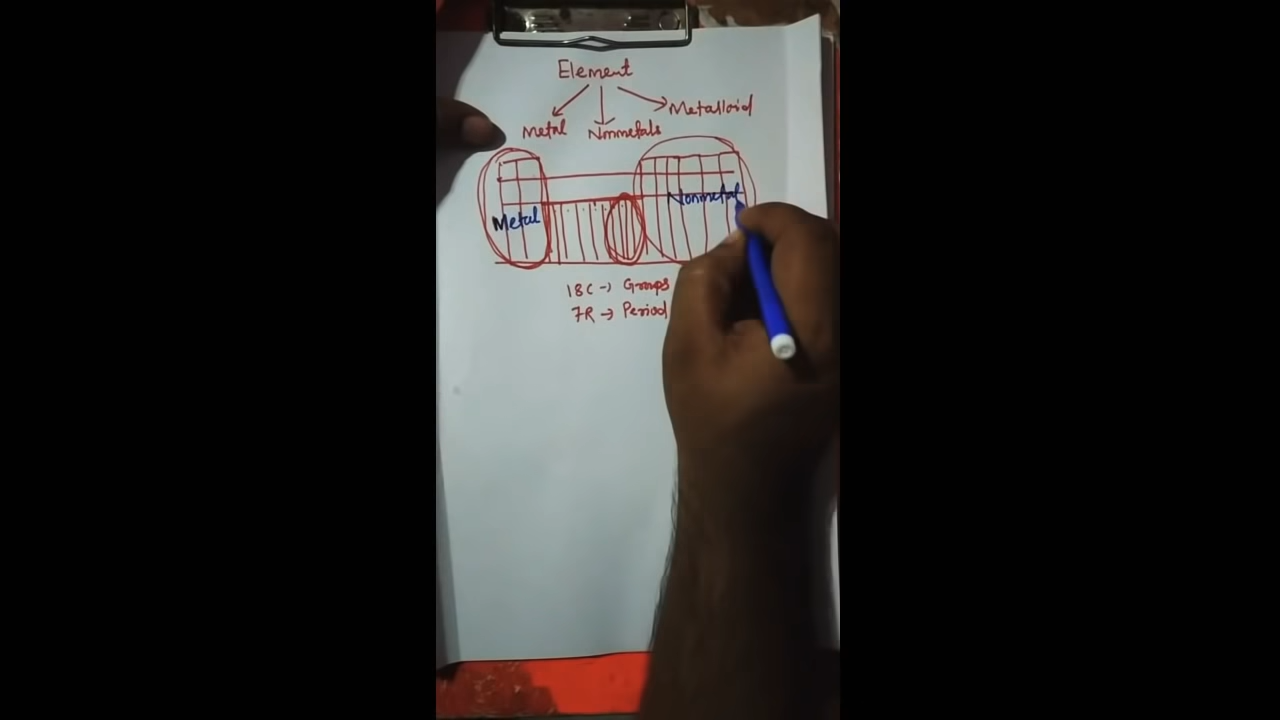 Element
Metal Nonmetals Metalloid
Metal Nonmetal
18C → Groups
7R → Period